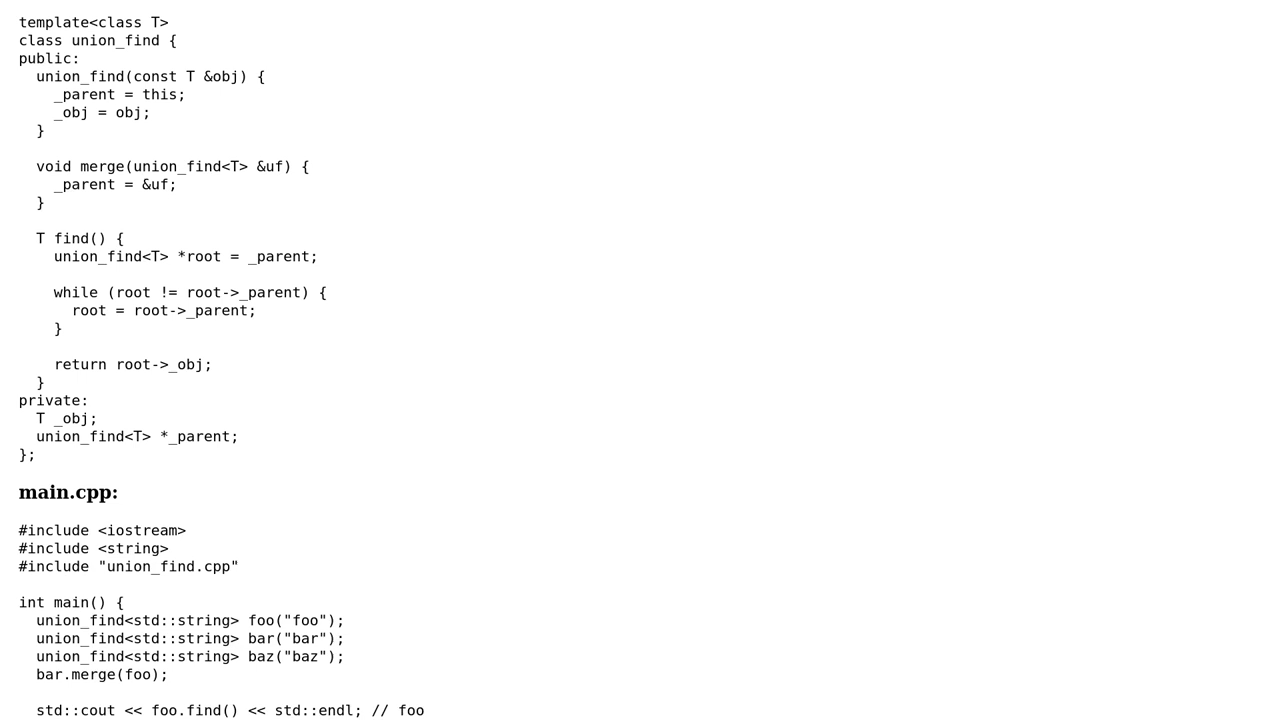 template<class T>
class union_find {
public:
  union_find(const T &obj) {
    _parent = this;
    _obj = obj;
  }

  void merge(union_find<T> &uf) {
    _parent = &uf;
  }

  T find() {
    union_find<T> *root = _parent;

    while (root != root->_parent) {
      root = root->_parent;
    }

    return root->_obj;
  }
private:
  T _obj;
  union_find<T> *_parent;
};

main.cpp:

#include <iostream>
#include <string>
#include "union_find.cpp"

int main() {
  union_find<std::string> foo("foo");
  union_find<std::string> bar("bar");
  union_find<std::string> baz("baz");
  bar.merge(foo);

  std::cout << foo.find() << std::endl; // foo